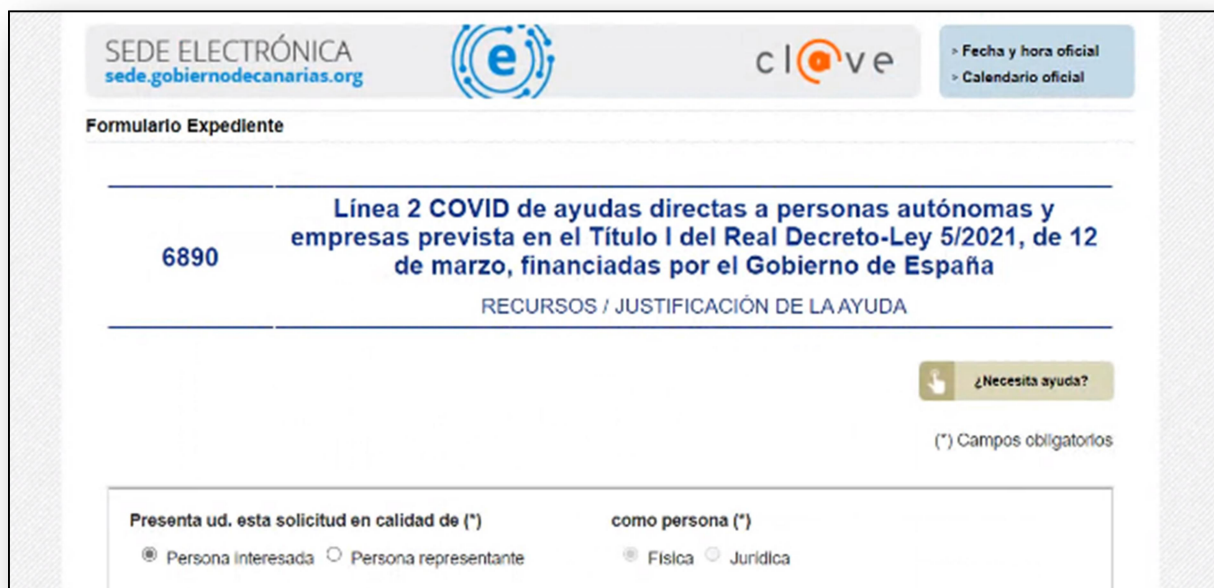 SEDE ELECTRÓNICA
sede.gobiernodecanarias.org
e
cl@ve
> Fecha y hora oficial
> Calendario oficial
Formulario Expediente
6890
Línea 2 COVID de ayudas directas a personas autónomas y
empresas prevista en el Título I del Real Decreto-Ley 5/2021, de 12
de marzo, financiadas por el Gobierno de España
RECURSOS / JUSTIFICACIÓN DE LA AYUDA
¿Necesita ayuda?
(*) Campos obligatorios
Presenta ud. esta solicitud en calidad de (*)
como persona (*)
Persona interesada Persona representante
Física Jurídica